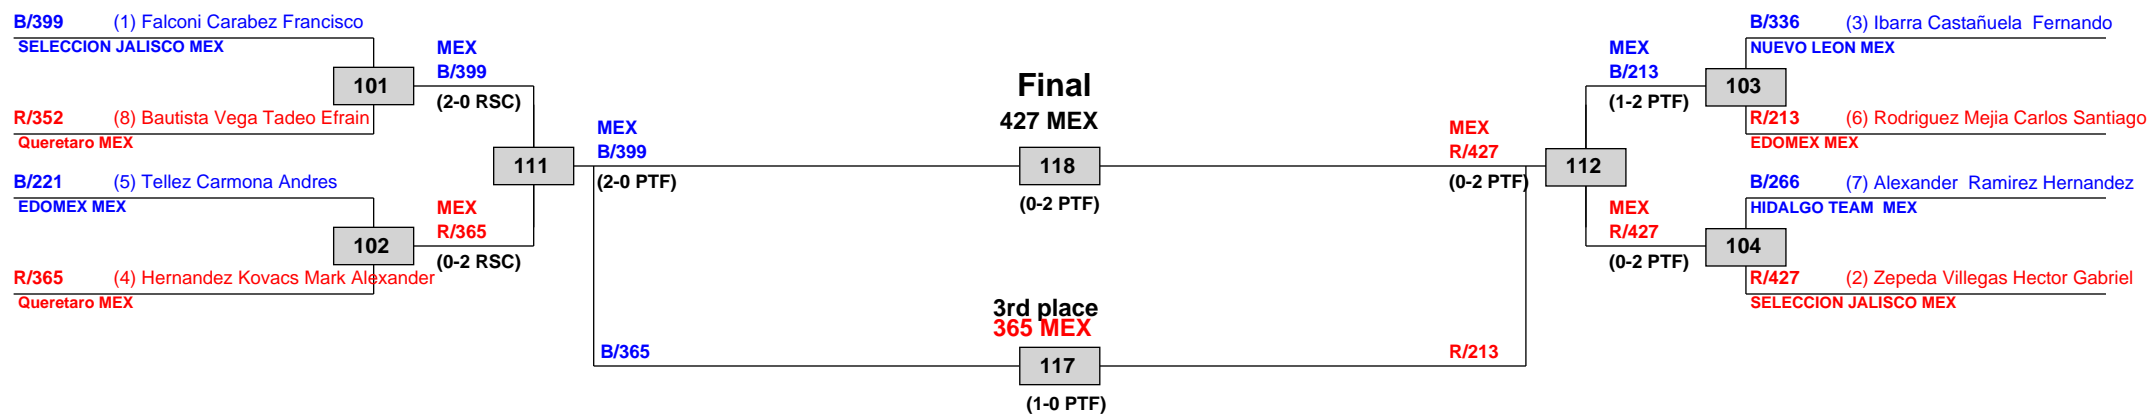 B/399 (1) Falconi Carabez Francisco
SELECCION JALISCO MEX
101
R/352 (8) Bautista Vega Tadeo Efrain
Queretaro MEX
B/221 (5) Tellez Carmona Andres
EDOMEX MEX
102
R/365 (4) Hernandez Kovacs Mark Alexander
Queretaro MEX
MEX
B/399
(2-0 RSC)
111
MEX
R/365
(0-2 RSC)
MEX
B/399
(2-0 PTF)
Final
427 MEX
118
(0-2 PTF)
B/365
3rd place
365 MEX
117
(1-0 PTF)
R/213
MEX
R/427
(0-2 PTF)
112
MEX
B/213
(1-2 PTF)
MEX
R/427
(0-2 PTF)
B/336 (3) Ibarra Castañuela  Fernando
NUEVO LEON MEX
103
R/213 (6) Rodriguez Mejia Carlos Santiago
EDOMEX MEX
B/266 (7) Alexander  Ramirez Hernandez
HIDALGO TEAM  MEX
104
R/427 (2) Zepeda Villegas Hector Gabriel
SELECCION JALISCO MEX